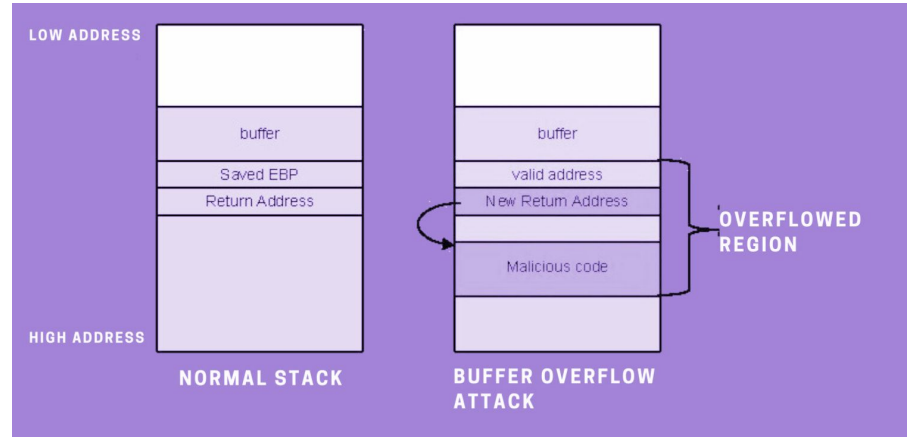 LOW ADDRESS
buffer
Saved EBP
Return Address
HIGH ADDRESS
NORMAL STACK
buffer
valid address
New Return Address
Malicious code
OVERFLOWED
REGION
BUFFER OVERFLOW
ATTACK